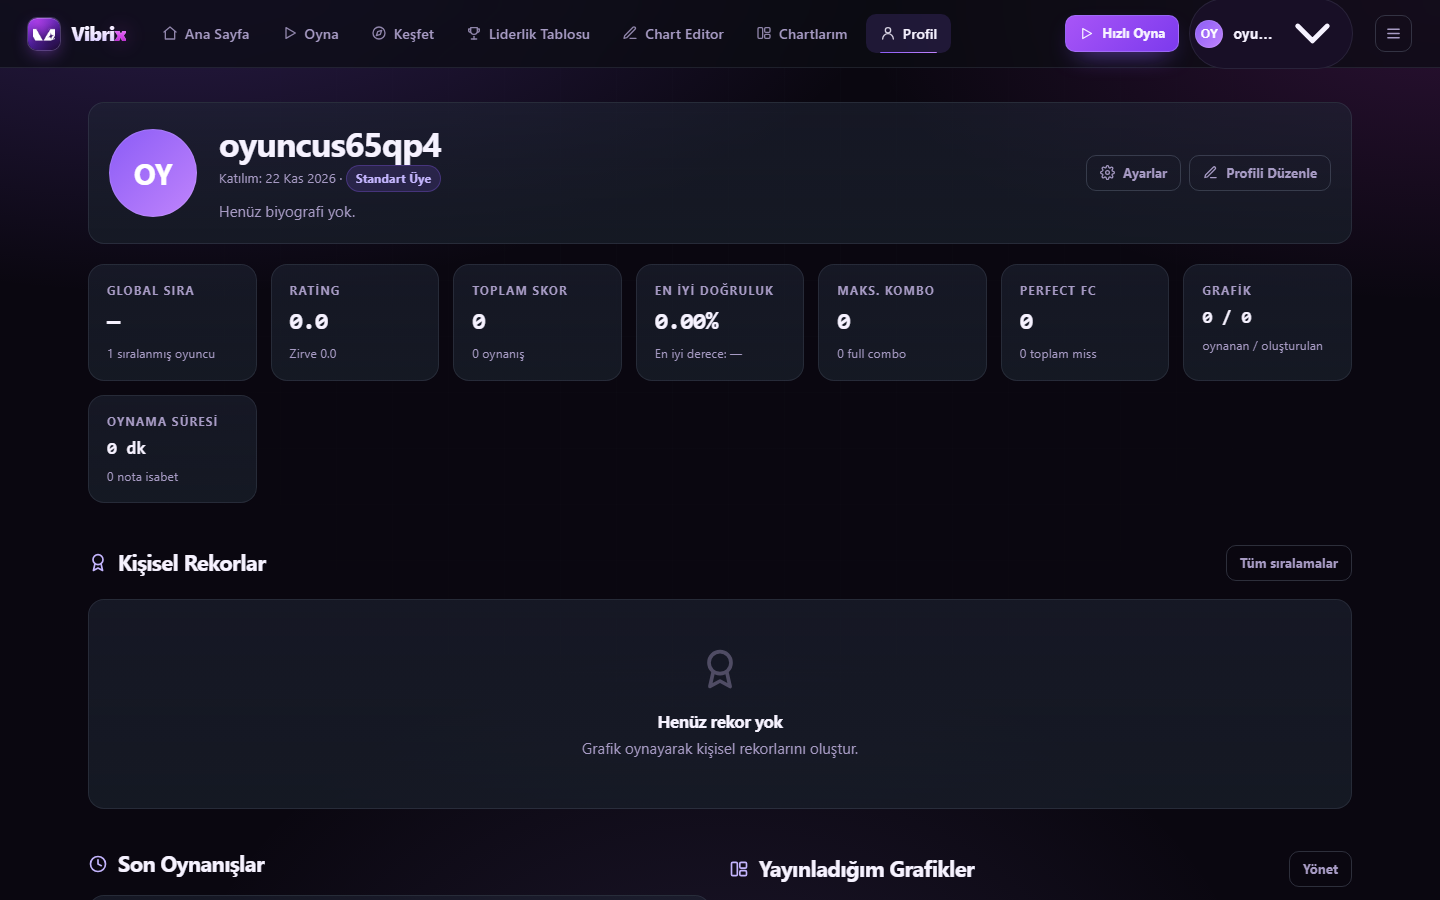 Vibrix
Ana Sayfa
Oyna
Keşfet
Liderlik Tablosu
Chart Editor
Chartlarım
Profil
Hızlı Oyna
OY
oyu...
OY
oyuncus65qp4
Katılım: 22 Kas 2026 · Standart Üye
Henüz biyografi yok.
Ayarlar
Profili Düzenle
GLOBAL SIRA
—
1 sıralanmış oyuncu
RATİNG
0.0
Zirve 0.0
TOPLAM SKOR
0
0 oynanış
EN İYİ DOĞRULUK
0.00%
En iyi derece: —
MAKS. KOMBO
0
0 full combo
PERFECT FC
0
0 toplam miss
GRAFİK
0 / 0
oynanan / oluşturulan
OYNAMA SÜRESİ
0 dk
0 nota isabet
Kişisel Rekorlar
Tüm sıralamalar
Henüz rekor yok
Grafik oynayarak kişisel rekorlarını oluştur.
Son Oynanışlar
Yayınladığım Grafikler
Yönet